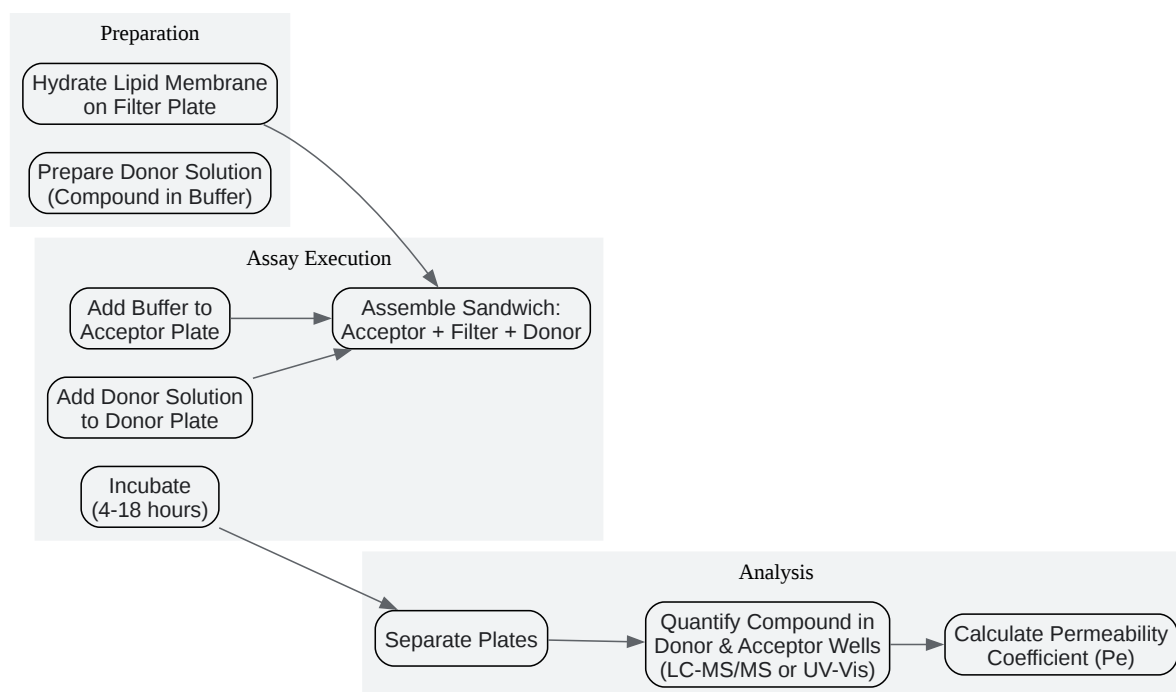 Preparation
Hydrate Lipid Membrane
on Filter Plate
Prepare Donor Solution
(Compound in Buffer)
Assay Execution
Add Buffer to
Acceptor Plate
Assemble Sandwich:
Acceptor + Filter + Donor
Add Donor Solution
to Donor Plate
Incubate
(4-18 hours)
Analysis
Separate Plates
Quantify Compound in
Donor & Acceptor Wells
(LC-MS/MS or UV-Vis)
Calculate Permeability
Coefficient (Pe)